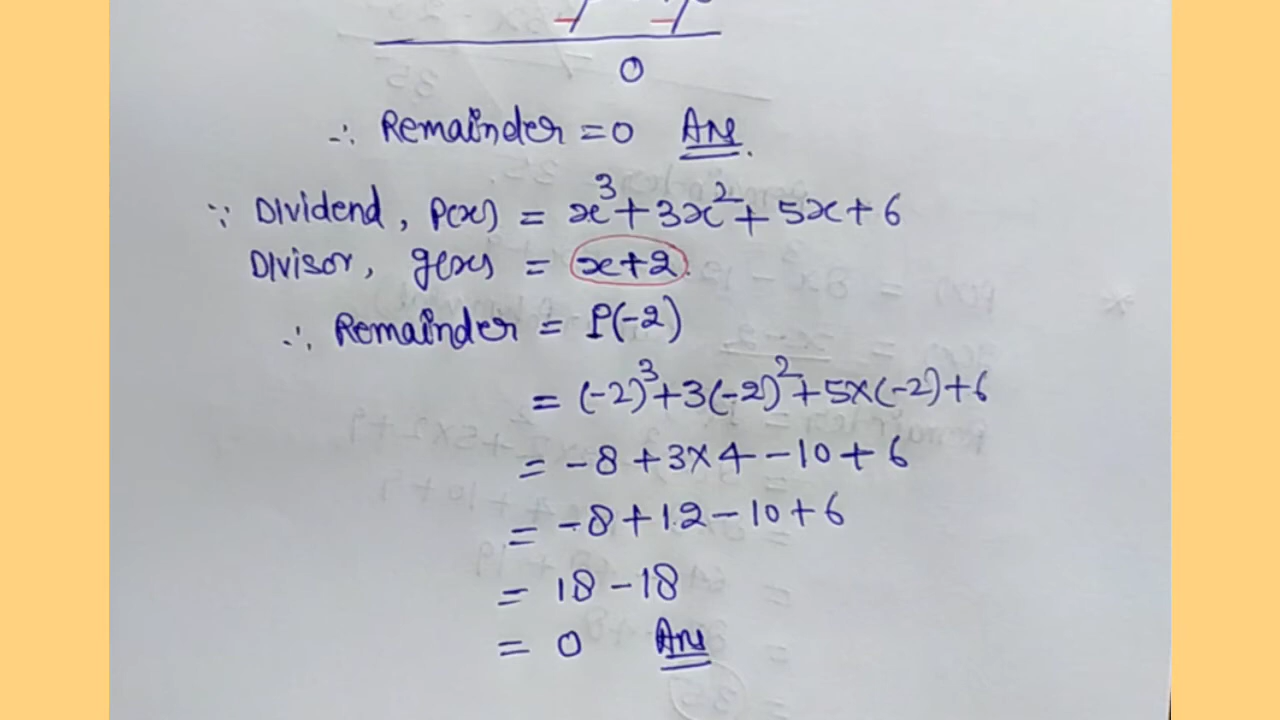 0
∴ Remainder = 0 Ans.
∵ Dividend, p(x) = x³ + 3x² + 5x + 6
Divisor, g(x) = x+2
∴ Remainder = P(-2)
= (-2)³ + 3(-2)² + 5×(-2) + 6
= -8 + 3×4 - 10 + 6
= -8 + 12 - 10 + 6
= 18 - 18
= 0 Ans